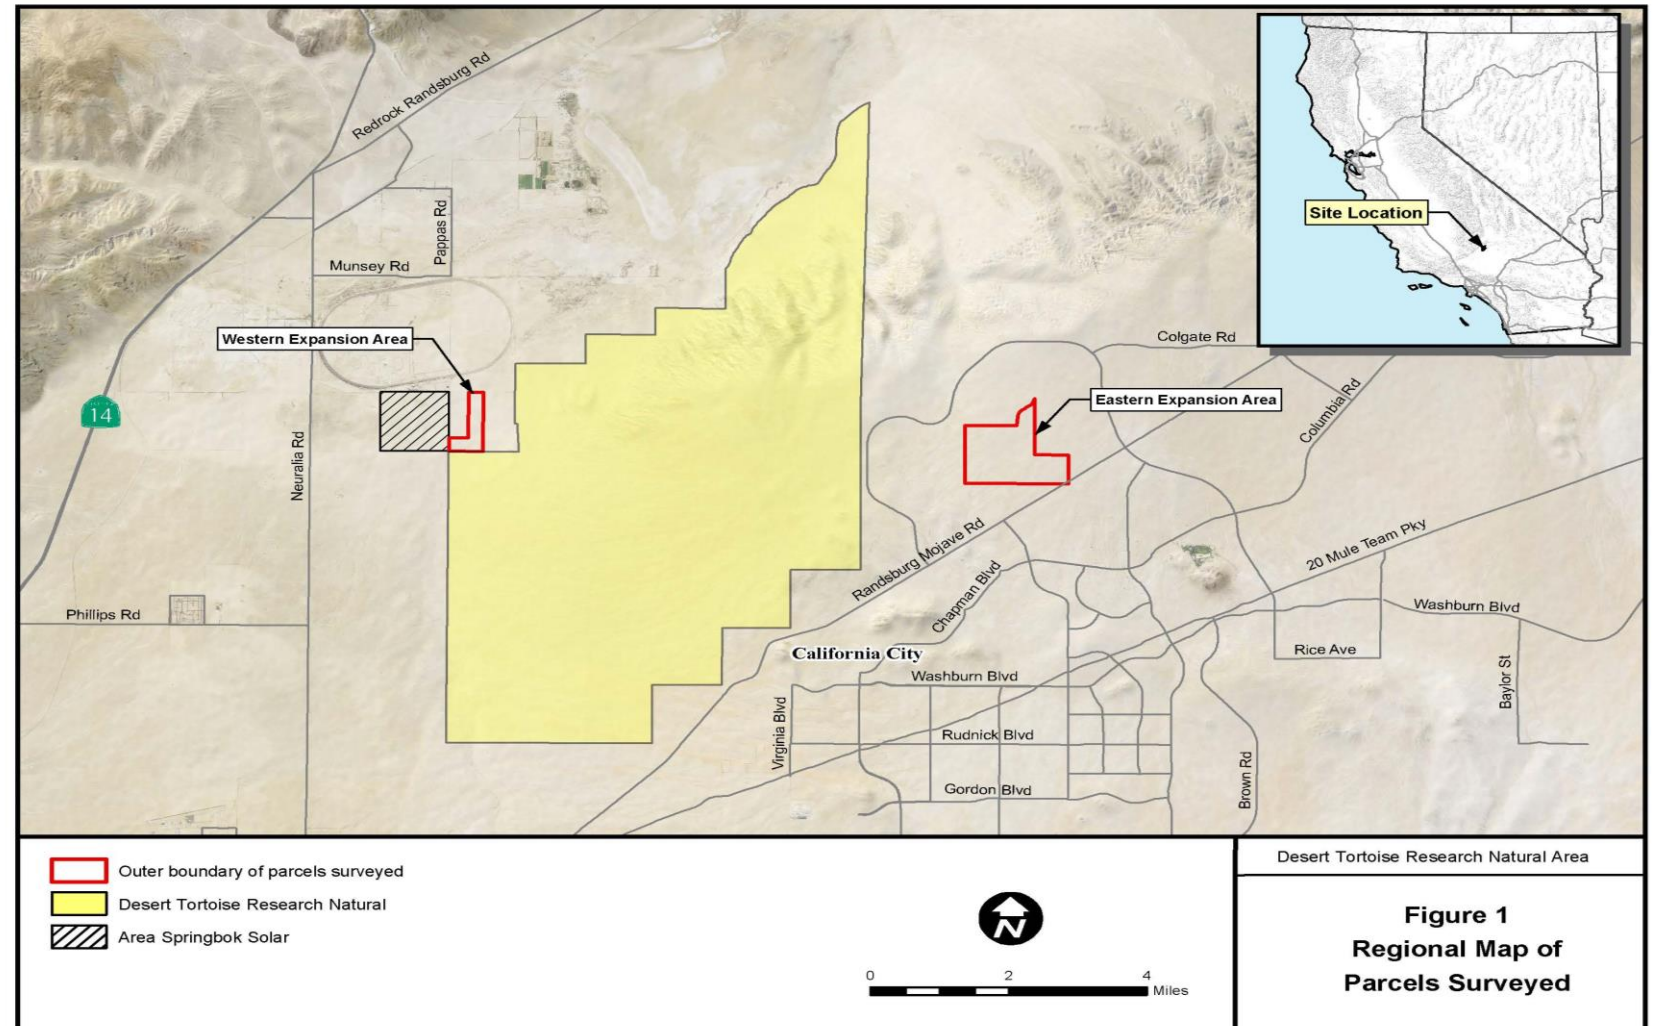 Redrock Randsburg Rd
Pappas Rd
Munsey Rd
Site Location
Western Expansion Area
Colgate Rd
14
Eastern Expansion Area
Columbia Rd
Neuralia Rd
Randsburg Mojave Rd
20 Mule Team Pky
Chapman Blvd
Phillips Rd
Washburn Blvd
California City
Rice Ave
Washburn Blvd
Baylor St
Virginia Blvd
Rudnick Blvd
Brown Rd
Gordon Blvd
Outer boundary of parcels surveyed
Desert Tortoise Research Natural
Area Springbok Solar
N
0 2 4
Miles
Desert Tortoise Research Natural Area
Figure 1
Regional Map of
Parcels Surveyed